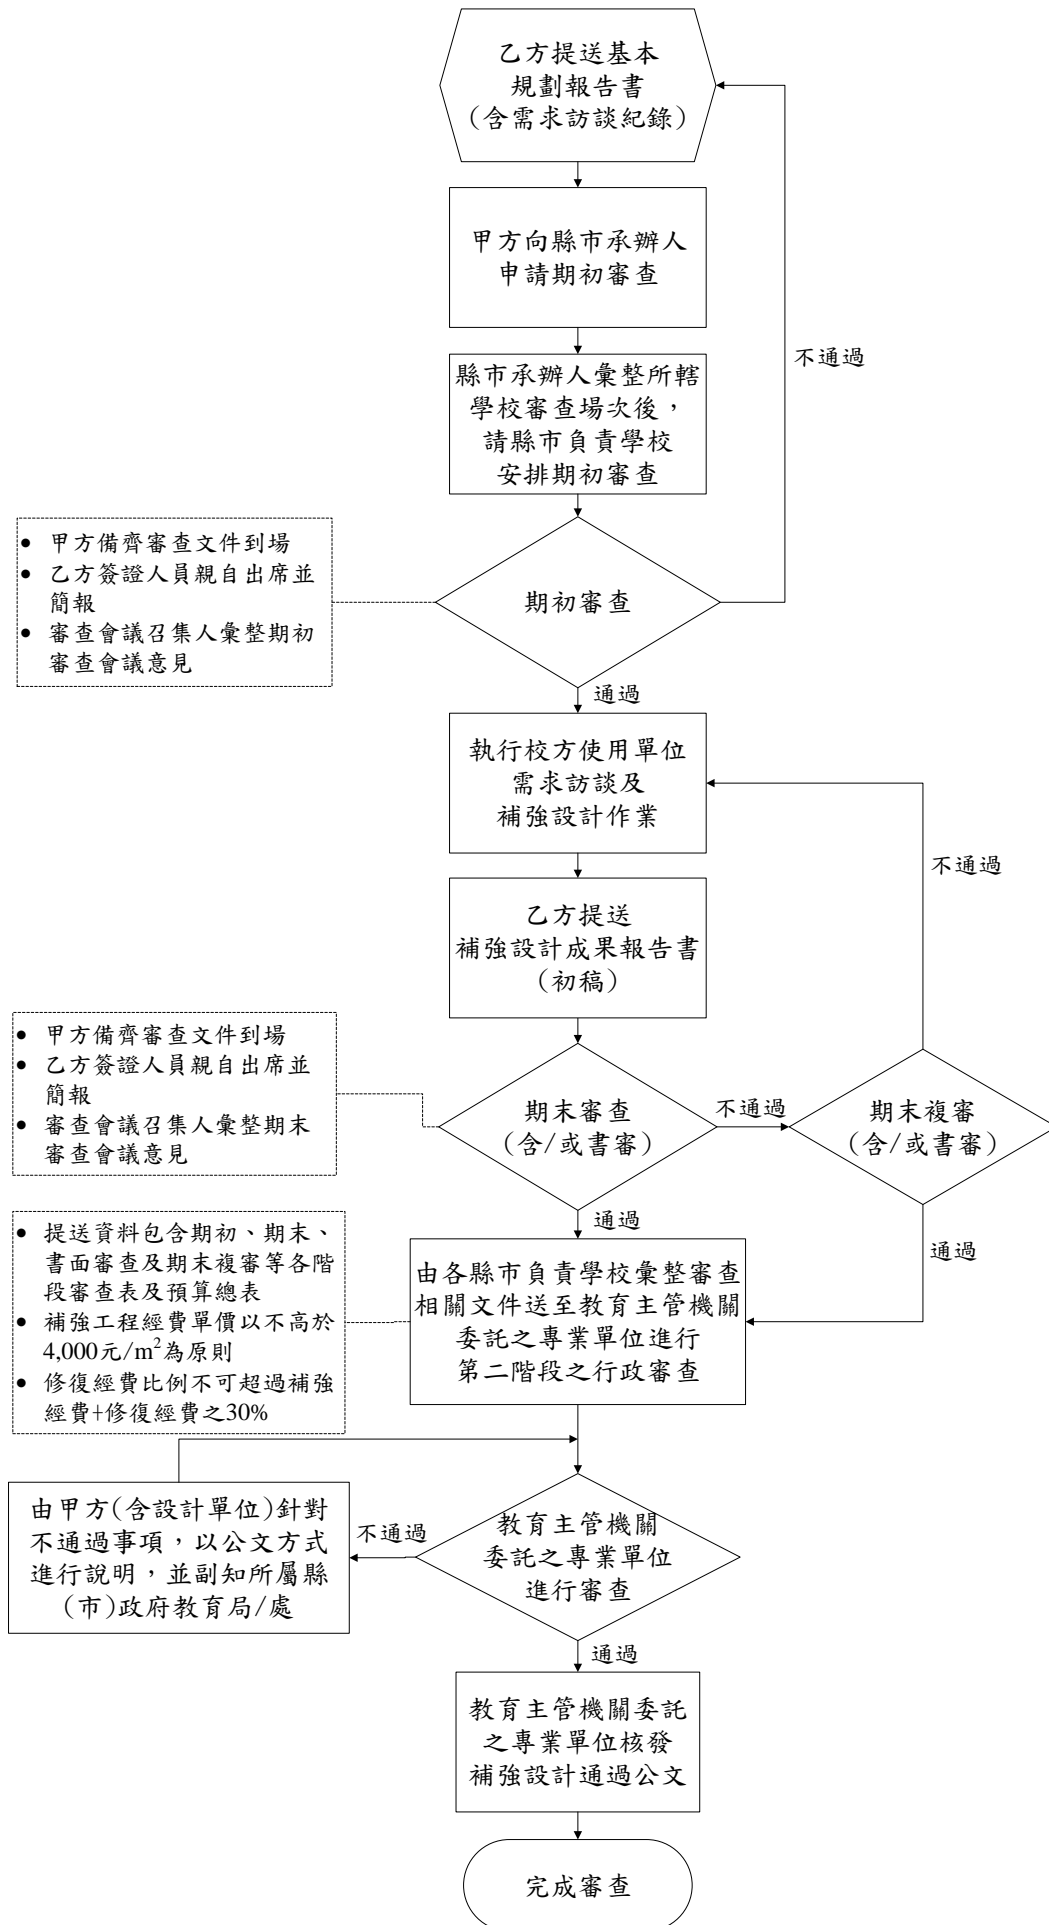 乙方提送基本
規劃報告書
（含需求訪談紀錄）
甲方向縣市承辦人
申請期初審查
不通過
縣市承辦人彙整所轄
學校審查場次後，
請縣市負責學校
安排期初審查
• 甲方備齊審查文件到場
• 乙方簽證人員親自出席並
簡報
• 審查會議召集人彙整期初
審查會議意見
期初審查
通過
執行校方使用單位
需求訪談及
補強設計作業
不通過
乙方提送
補強設計成果報告書
（初稿）
• 甲方備齊審查文件到場
• 乙方簽證人員親自出席並
簡報
• 審查會議召集人彙整期末
審查會議意見
期末審查
（含/或書審）
不通過
期末複審
（含/或書審）
通過
通過
• 提送資料包含期初、期末、
書面審查及期末複審等各階
段審查表及預算總表
• 補強工程經費單價以不高於
4,000元/m²為原則
• 修復經費比例不可超過補強
經費+修復經費之30%
由各縣市負責學校彙整審查
相關文件送至教育主管機關
委託之專業單位進行
第二階段之行政審查
由甲方(含設計單位)針對
不通過事項，以公文方式
進行說明，並副知所屬縣
（市)政府教育局/處
不通過
教育主管機關
委託之專業單位
進行審查
通過
教育主管機關委託
之專業單位核發
補強設計通過公文
完成審查